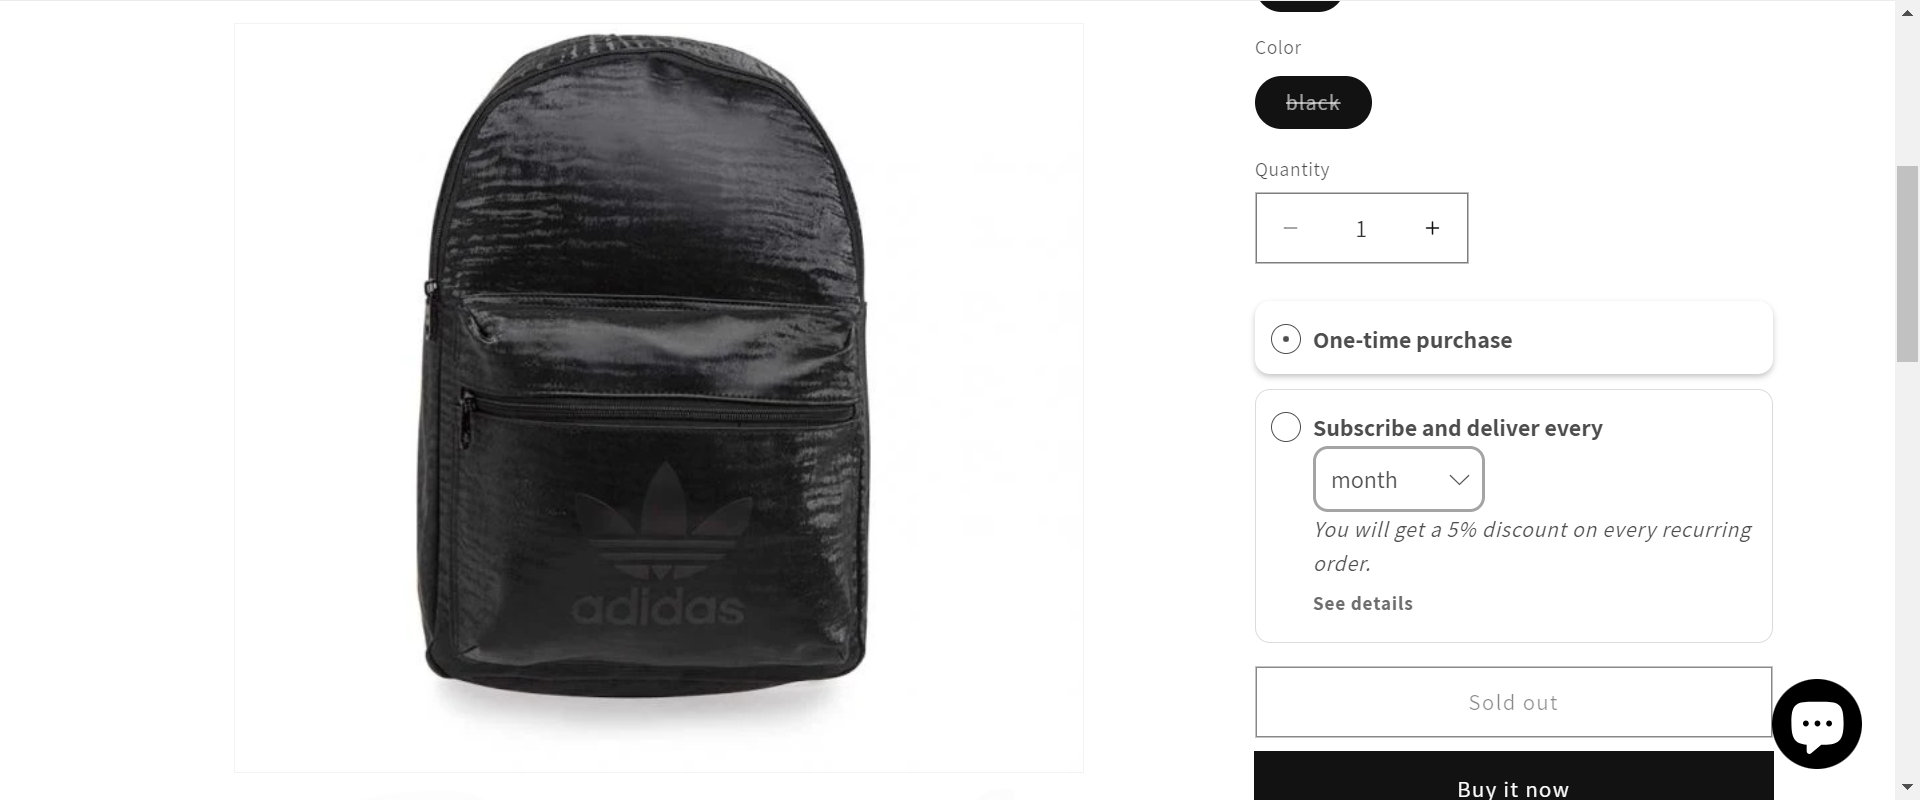 Color
black
Quantity
1
One-time purchase
Subscribe and deliver every
month
You will get a 5% discount on every recurring
order.
See details
Sold out
Buy it now
adidas